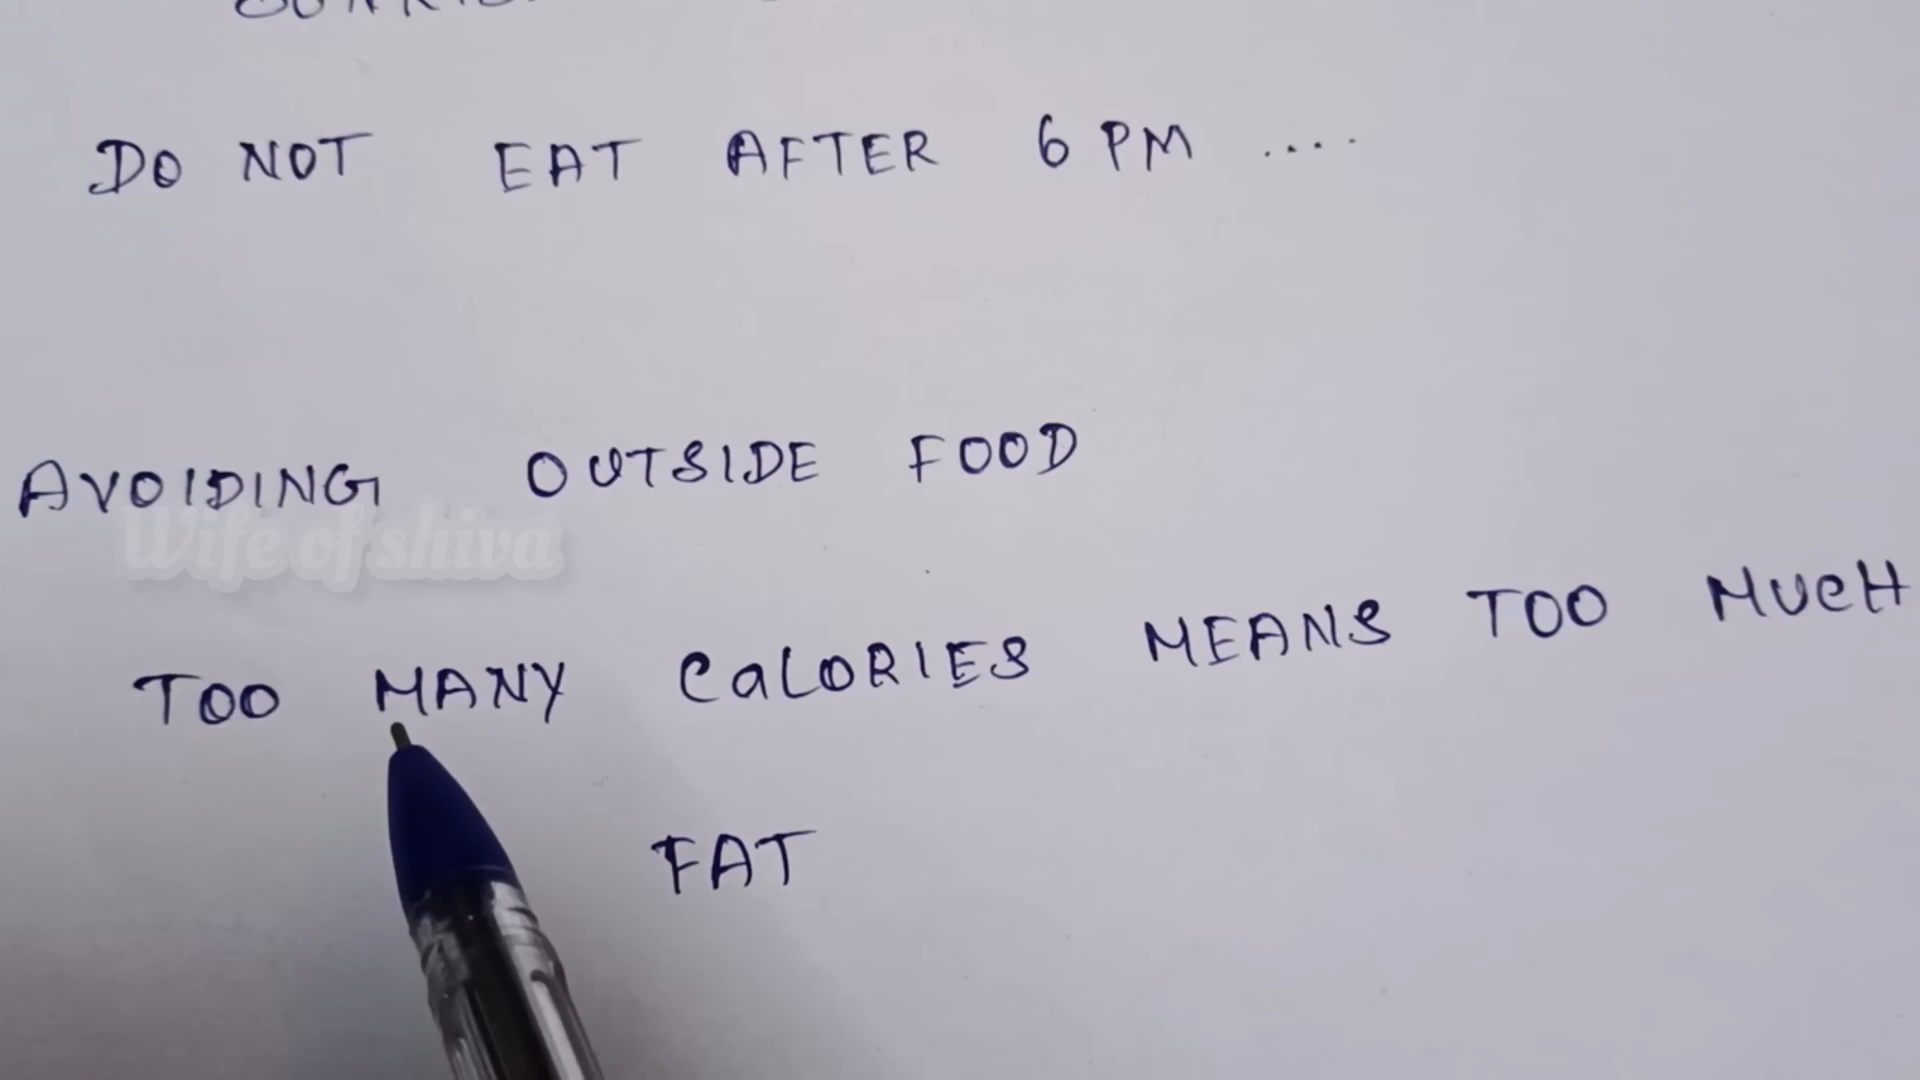 DO NOT EAT AFTER 6 PM ....
AVOIDING OUTSIDE FOOD
Wife of shiva
TOO MANY CaLORIES MEANS TOO MUCH
FAT